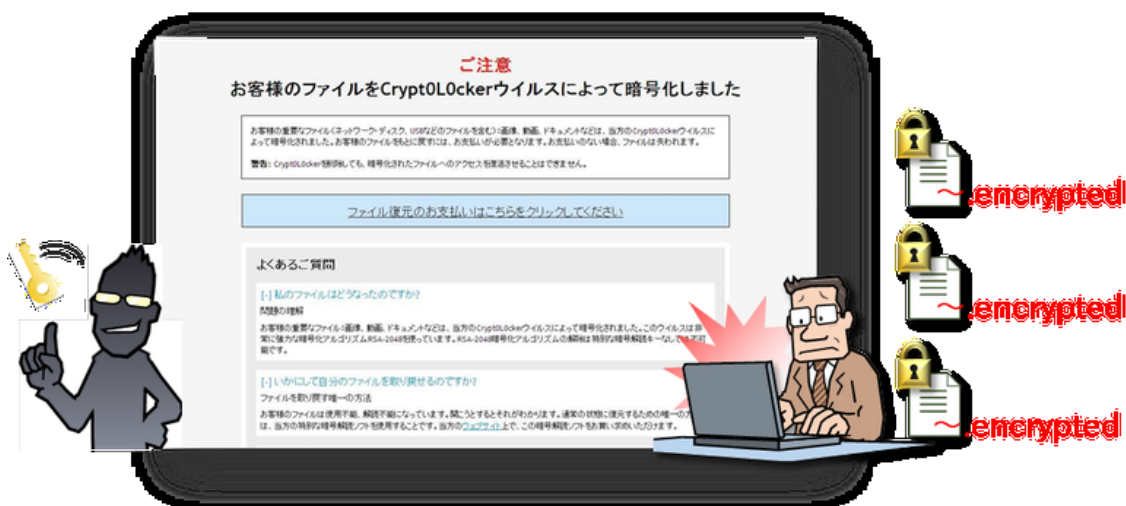 ご注意
お客様のファイルをCrypt0L0ckerウイルスによって暗号化しました
お客様の重要なファイル(ネットワーク・ディスク、USBなどのファイルを含む):画像、動画、ドキュメントなどは、当方のCrypt0L0ckerウイルスに
よって暗号化されました。お客様のファイルをもとに戻すには、お支払いが必要となります。お支払いのない場合、ファイルは失われます。
警告: Crypt0L0ckerを削除しても、暗号化されたファイルへのアクセスを復活させることはできません。
ファイル復元のお支払いはこちらをクリックしてください
よくあるご質問
[-] 私のファイルはどうなったのですか?
問題の理解
お客様の重要なファイル:画像、動画、ドキュメントなどは、当方のCrypt0L0ckerウイルスによって暗号化されました。このウイルスは非
常に強力な暗号化アルゴリズムRSA-2048を使っています。RSA-2048暗号化アルゴリズムの解除は特別な暗号解読キーなしでは不可
能です。
[-] いかにして自分のファイルを取り戻せるのですか?
ファイルを取り戻す唯一の方法
お客様のファイルは使用不能、解読不能になっています。開こうとするとそれがわかります。通常の状態に復元するための唯一の方
は、当方の特別な暗号解読ソフトを使用することです。当方のウェブサイト上で、この暗号解読ソフトをお買い求めいただけます。
~.encrypted
~.encrypted
~.encrypted